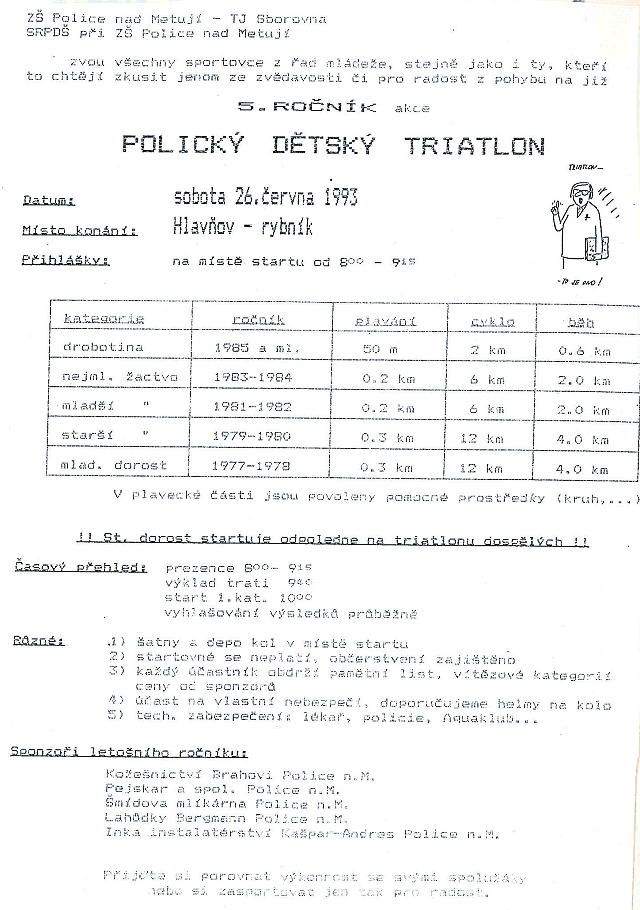 ZŠ Police nad Metují - TJ Sborovna
SRPDŠ při ZŠ Police nad Metují
zvou všechny sportovce z řad mládeže, stejně jako i ty, kteří
to chtějí zkusit jenom ze zvědavosti či pro radost z pohybu na již
5. ROČNÍK akce
POLICKÝ DĚTSKÝ TRIATLON
TRIATLON...
Datum: sobota 26.června 1993
Místo konání: Hlavňov - rybník
Přihlášky: na místě startu od 8⁰⁰ - 9¹⁵
- TO JE ONO!
kategorie ročník plavání cyklo běh
drobotina 1985 a ml. 50 m 2 km 0.6 km
nejml. žactvo 1983-1984 0.2 km 6 km 2.0 km
mladší " 1981-1982 0.2 km 6 km 2.0 km
starší " 1979-1980 0.3 km 12 km 4.0 km
mlad. dorost 1977-1978 0.3 km 12 km 4.0 km
V plavecké části jsou povoleny pomocné prostředky (kruh,...)
!! St. dorost startuje odpoledne na triatlonu dospělých !!
Časový přehled: prezence 8⁰⁰- 9¹⁵
výklad trati 9⁴⁰
start 1.kat. 10⁰⁰
vyhlašování výsledků průběžně
Různé: 1) šatny a depo kol v místě startu
2) startovné se neplatí, občerstvení zajištěno
3) každý účastník obdrží pamětní list, vítězové kategorií
ceny od sponzorů
4) účast na vlastní nebezpečí, doporučujeme helmy na kolo
5) tech. zabezpečení: lékař, policie, Aquaklub...
Sponzoři letošního ročníku:
Kožešnictví Brahovi Police n.M.
Pejskar a spol. Police n.M.
Šmídova mlíkárna Police n.M.
Lahůdky Bergmann Police n.M.
Inka instalatérství Kašpar-Andres Police n.M.
Přijďte si porovnat výkonnost se svými spolužáky
nebo si zasportovat jen tak pro radost.